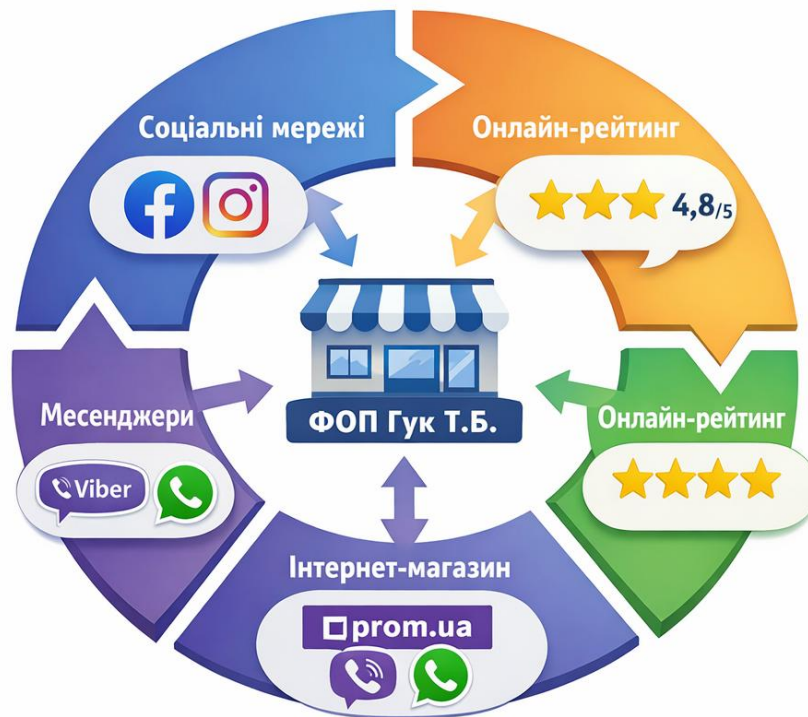 Соціальні мережі
Онлайн-рейтинг
4,8/5
ФОП Гук Т.Б.
Месенджери
Viber
Онлайн-рейтинг
Інтернет-магазин
prom.ua